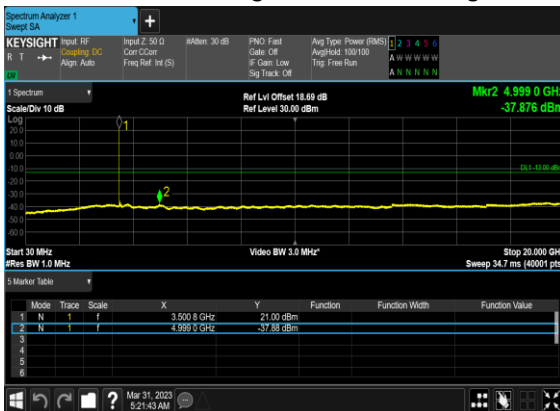 Spectrum Analyzer 1
Swept SA
KEYSIGHT
R T
LV
Input: RF
Coupling: DC
Align: Auto
Input Z: 50 Ω
Corr CCorr
Freq Ref: Int (S)
#Atten: 30 dB
PNO: Fast
Gate: Off
IF Gain: Low
Sig Track: Off
Avg Type: Power (RMS)
Avg|Hold: 100/100
Trig: Free Run
1 2 3 4 5 6
A W W W W W
A N N N N N
1 Spectrum
Scale/Div 10 dB
Ref Lvl Offset 18.69 dB
Ref Level 30.00 dBm
Mkr2 4.999 0 GHz
-37.876 dBm
Log
20.0
10.0
0.00
-10.0
-20.0
-30.0
-40.0
-50.0
-60.0
1
2
DL1 -13.00 dBm
Start 30 MHz
#Res BW 1.0 MHz
Video BW 3.0 MHz*
Stop 20.000 GH
Sweep 34.7 ms (40001 pts
5 Marker Table
Mode Trace Scale X Y Function Function Width Function Value
1 N 1 f 3.500 8 GHz 21.00 dBm
2 N 1 f 4.999 0 GHz -37.88 dBm
3
4
5
6
?
Mar 31, 2023
5:21:43 AM